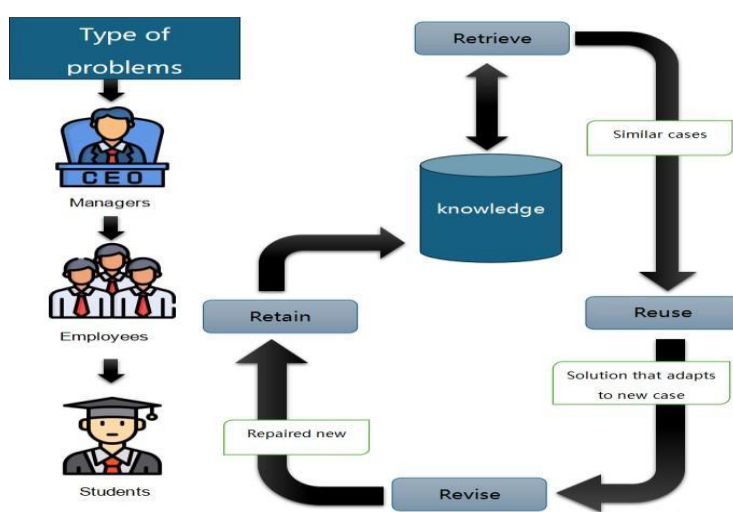 Type of
problems
CEO
Managers
Employees
Students
Retrieve
Similar cases
knowledge
Retain
Reuse
Solution that adapts
to new case
Repaired new
Revise